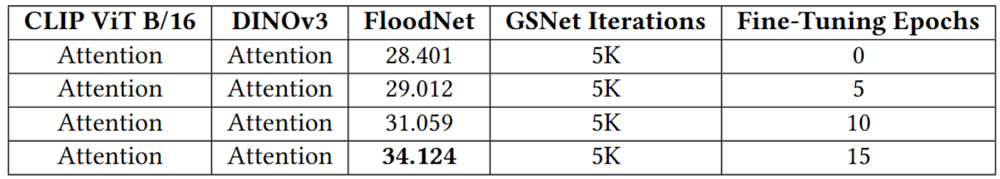 CLIP ViT B/16 DINOv3 FloodNet GSNet Iterations Fine-Tuning Epochs
Attention Attention 28.401 5K 0
Attention Attention 29.012 5K 5
Attention Attention 31.059 5K 10
Attention Attention 34.124 5K 15